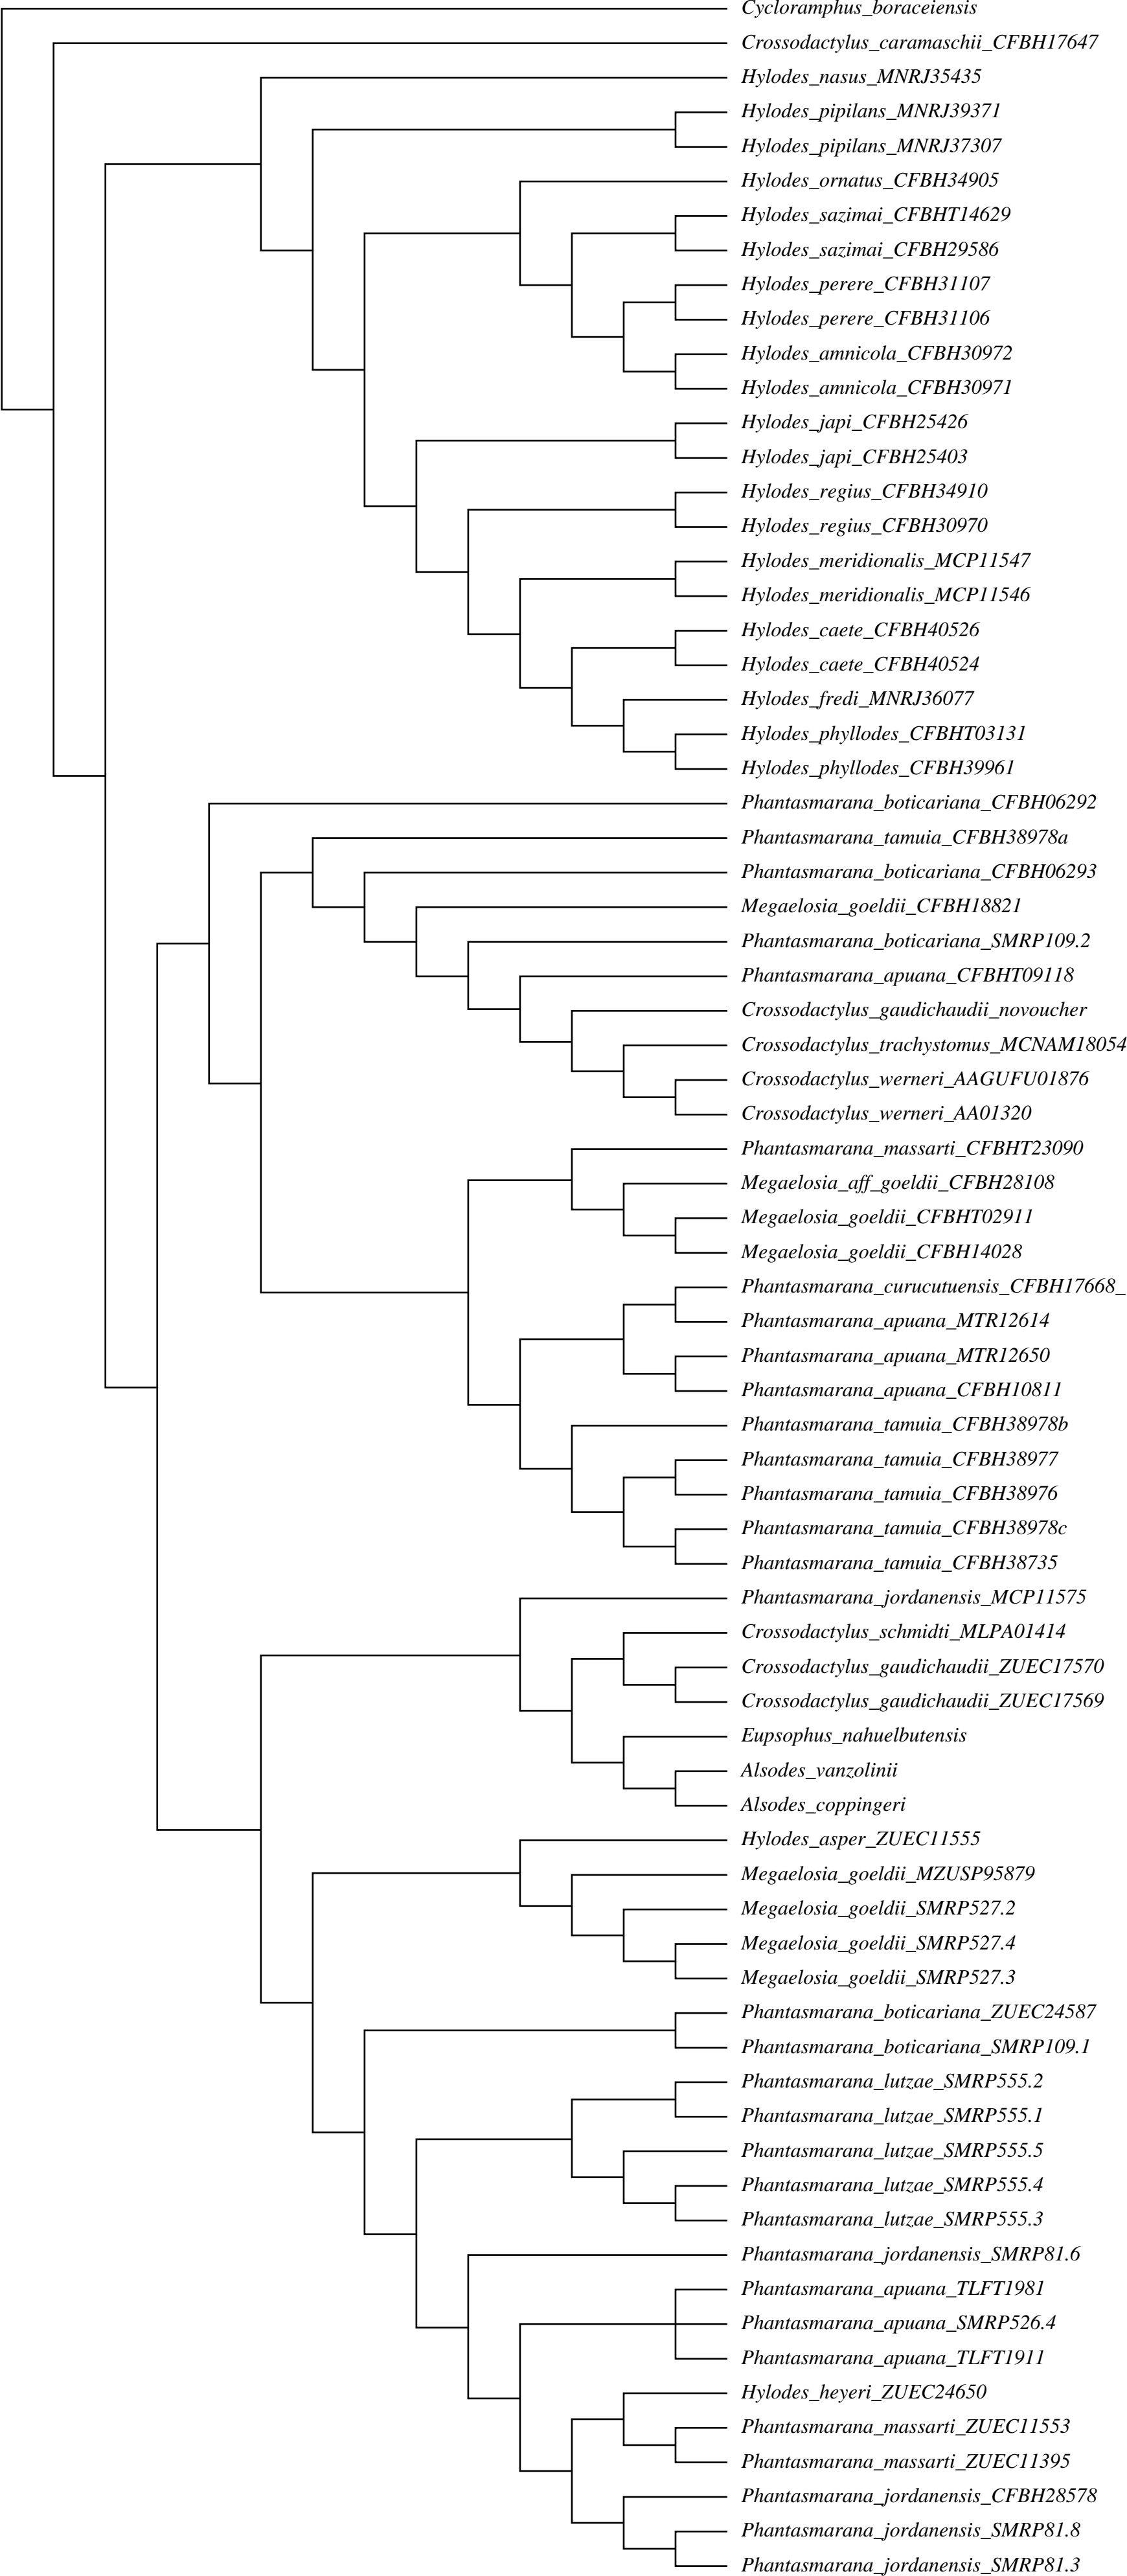 Cycloramphus_boraceiensis
Crossodactylus_caramaschii_CFBH17647
Hylodes_nasus_MNRJ35435
Hylodes_pipilans_MNRJ39371
Hylodes_pipilans_MNRJ37307
Hylodes_ornatus_CFBH34905
Hylodes_sazimai_CFBHT14629
Hylodes_sazimai_CFBH29586
Hylodes_perere_CFBH31107
Hylodes_perere_CFBH31106
Hylodes_amnicola_CFBH30972
Hylodes_amnicola_CFBH30971
Hylodes_japi_CFBH25426
Hylodes_japi_CFBH25403
Hylodes_regius_CFBH34910
Hylodes_regius_CFBH30970
Hylodes_meridionalis_MCP11547
Hylodes_meridionalis_MCP11546
Hylodes_caete_CFBH40526
Hylodes_caete_CFBH40524
Hylodes_fredi_MNRJ36077
Hylodes_phyllodes_CFBHT03131
Hylodes_phyllodes_CFBH39961
Phantasmarana_boticariana_CFBH06292
Phantasmarana_tamuia_CFBH38978a
Phantasmarana_boticariana_CFBH06293
Megaelosia_goeldii_CFBH18821
Phantasmarana_boticariana_SMRP109.2
Phantasmarana_apuana_CFBHT09118
Crossodactylus_gaudichaudii_novoucher
Crossodactylus_trachystomus_MCNAM18054
Crossodactylus_werneri_AAGUFU01876
Crossodactylus_werneri_AA01320
Phantasmarana_massarti_CFBHT23090
Megaelosia_aff_goeldii_CFBH28108
Megaelosia_goeldii_CFBHT02911
Megaelosia_goeldii_CFBH14028
Phantasmarana_curucutuensis_CFBH17668_
Phantasmarana_apuana_MTR12614
Phantasmarana_apuana_MTR12650
Phantasmarana_apuana_CFBH10811
Phantasmarana_tamuia_CFBH38978b
Phantasmarana_tamuia_CFBH38977
Phantasmarana_tamuia_CFBH38976
Phantasmarana_tamuia_CFBH38978c
Phantasmarana_tamuia_CFBH38735
Phantasmarana_jordanensis_MCP11575
Crossodactylus_schmidti_MLPA01414
Crossodactylus_gaudichaudii_ZUEC17570
Crossodactylus_gaudichaudii_ZUEC17569
Eupsophus_nahuelbutensis
Alsodes_vanzolinii
Alsodes_coppingeri
Hylodes_asper_ZUEC11555
Megaelosia_goeldii_MZUSP95879
Megaelosia_goeldii_SMRP527.2
Megaelosia_goeldii_SMRP527.4
Megaelosia_goeldii_SMRP527.3
Phantasmarana_boticariana_ZUEC24587
Phantasmarana_boticariana_SMRP109.1
Phantasmarana_lutzae_SMRP555.2
Phantasmarana_lutzae_SMRP555.1
Phantasmarana_lutzae_SMRP555.5
Phantasmarana_lutzae_SMRP555.4
Phantasmarana_lutzae_SMRP555.3
Phantasmarana_jordanensis_SMRP81.6
Phantasmarana_apuana_TLFT1981
Phantasmarana_apuana_SMRP526.4
Phantasmarana_apuana_TLFT1911
Hylodes_heyeri_ZUEC24650
Phantasmarana_massarti_ZUEC11553
Phantasmarana_massarti_ZUEC11395
Phantasmarana_jordanensis_CFBH28578
Phantasmarana_jordanensis_SMRP81.8
Phantasmarana_jordanensis_SMRP81.3